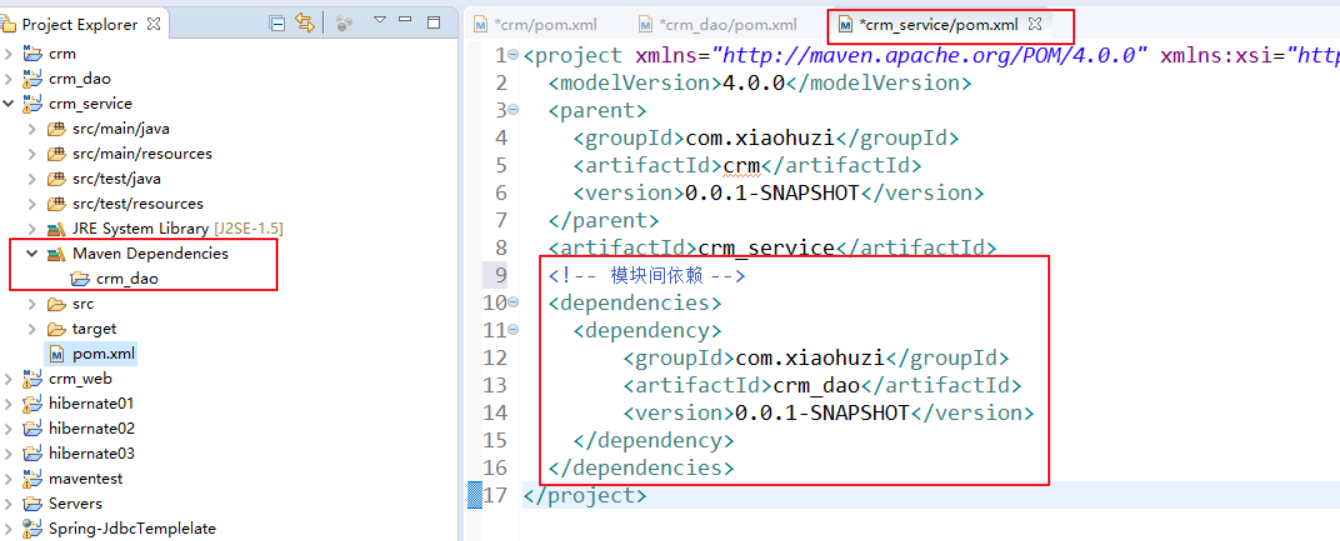 Project Explorer
crm
crm_dao
crm_service
src/main/java
src/main/resources
src/test/java
src/test/resources
JRE System Library [J2SE-1.5]
Maven Dependencies
crm_dao
src
target
pom.xml
crm_web
hibernate01
hibernate02
hibernate03
maventest
Servers
Spring-JdbcTemplelate
*crm/pom.xml *crm_dao/pom.xml *crm_service/pom.xml
1 <project xmlns="http://maven.apache.org/POM/4.0.0" xmlns:xsi="http
2 <modelVersion>4.0.0</modelVersion>
3 <parent>
4 <groupId>com.xiaohuzi</groupId>
5 <artifactId>crm</artifactId>
6 <version>0.0.1-SNAPSHOT</version>
7 </parent>
8 <artifactId>crm_service</artifactId>
9 <!-- 模块间依赖 -->
10 <dependencies>
11 <dependency>
12 <groupId>com.xiaohuzi</groupId>
13 <artifactId>crm_dao</artifactId>
14 <version>0.0.1-SNAPSHOT</version>
15 </dependency>
16 </dependencies>
17 </project>